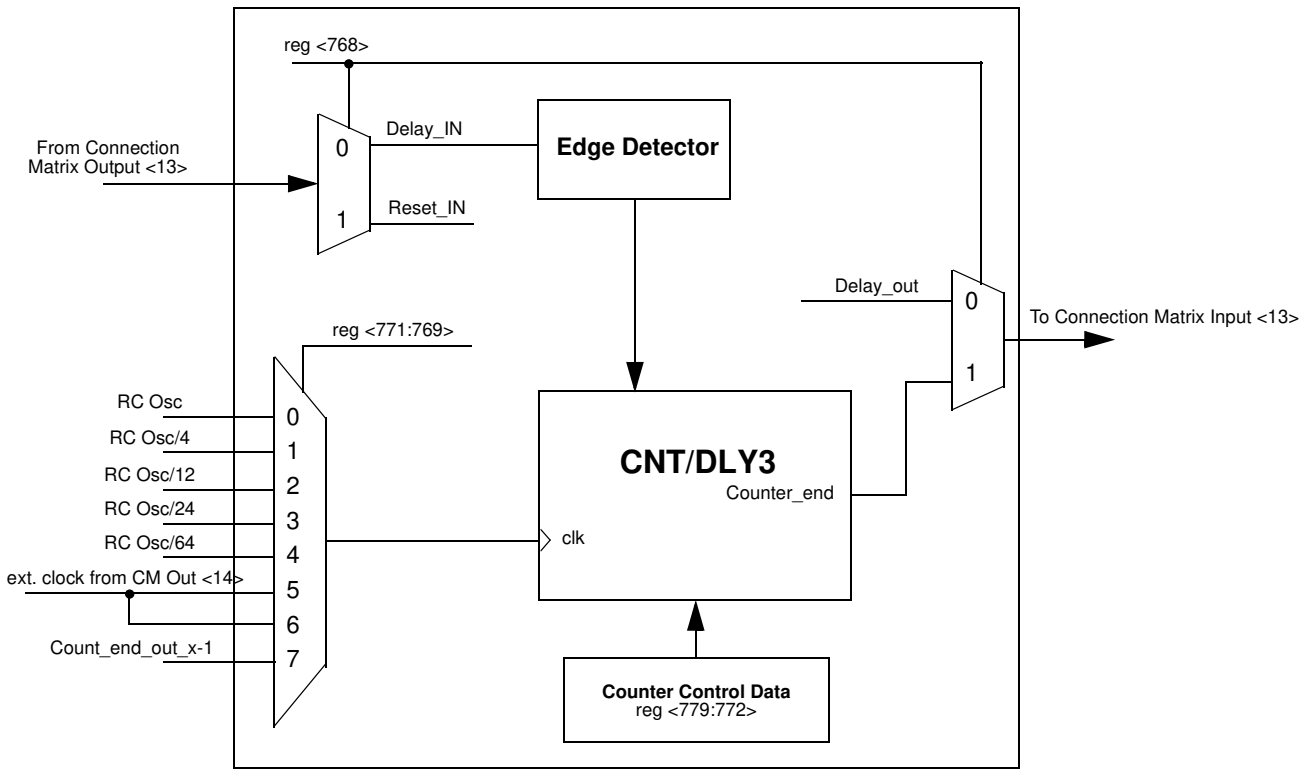 reg <768>
From Connection
Matrix Output <13>
0
1
Delay_IN
Reset_IN
Edge Detector
Delay_out
0
1
To Connection Matrix Input <13>
reg <771:769>
RC Osc
0
RC Osc/4
1
RC Osc/12
2
RC Osc/24
3
RC Osc/64
4
ext. clock from CM Out <14>
5
6
Count_end_out_x-1
7
CNT/DLY3
Counter_end
clk
Counter Control Data
reg <779:772>